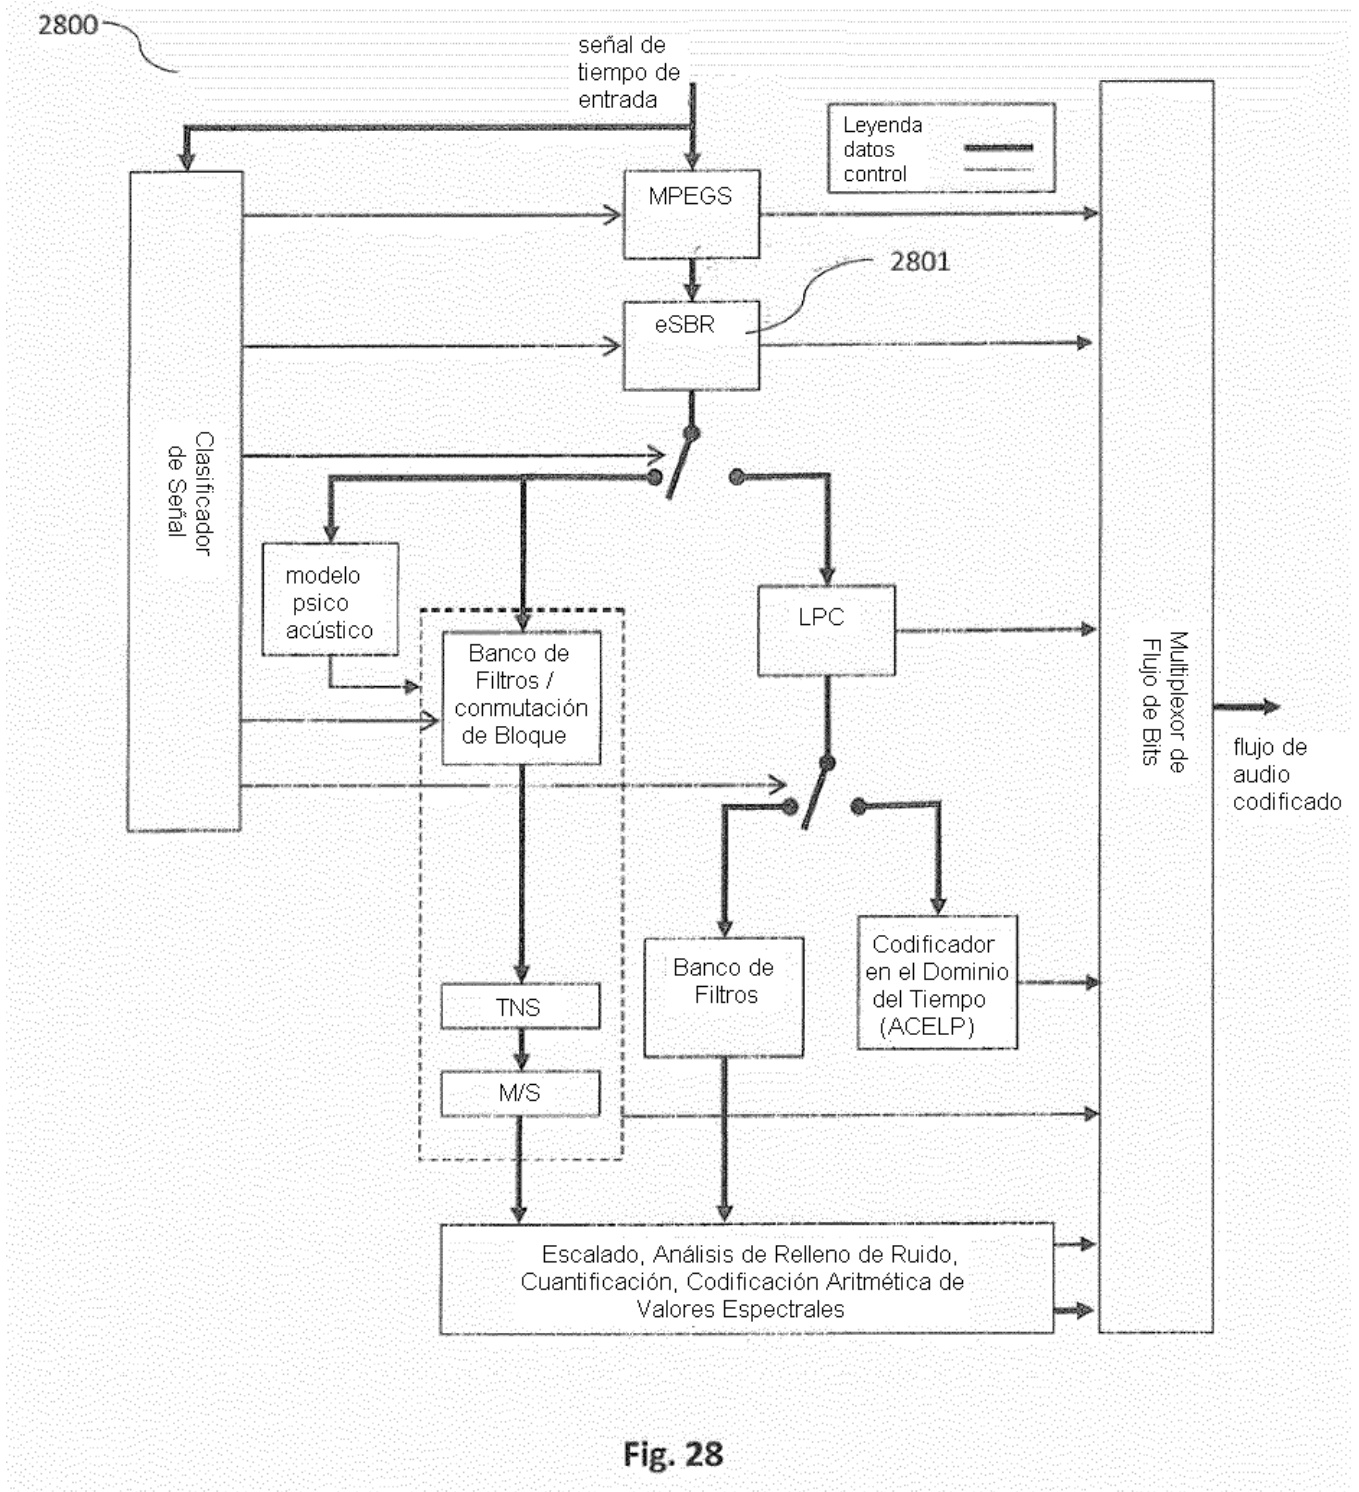 2800
señal de
tiempo de
entrada
Leyenda
datos
control
MPEGS
2801
eSBR
Clasificador
de Señal
modelo
psico
acústico
LPC
Banco de
Filtros /
conmutación
de Bloque
Multiplexor de
Flujo de Bits
flujo de
audio
codificado
Codificador
en el Dominio
del Tiempo
(ACELP)
Banco de
Filtros
TNS
M/S
Escalado, Análisis de Relleno de Ruido,
Cuantificación, Codificación Aritmética de
Valores Espectrales
Fig. 28